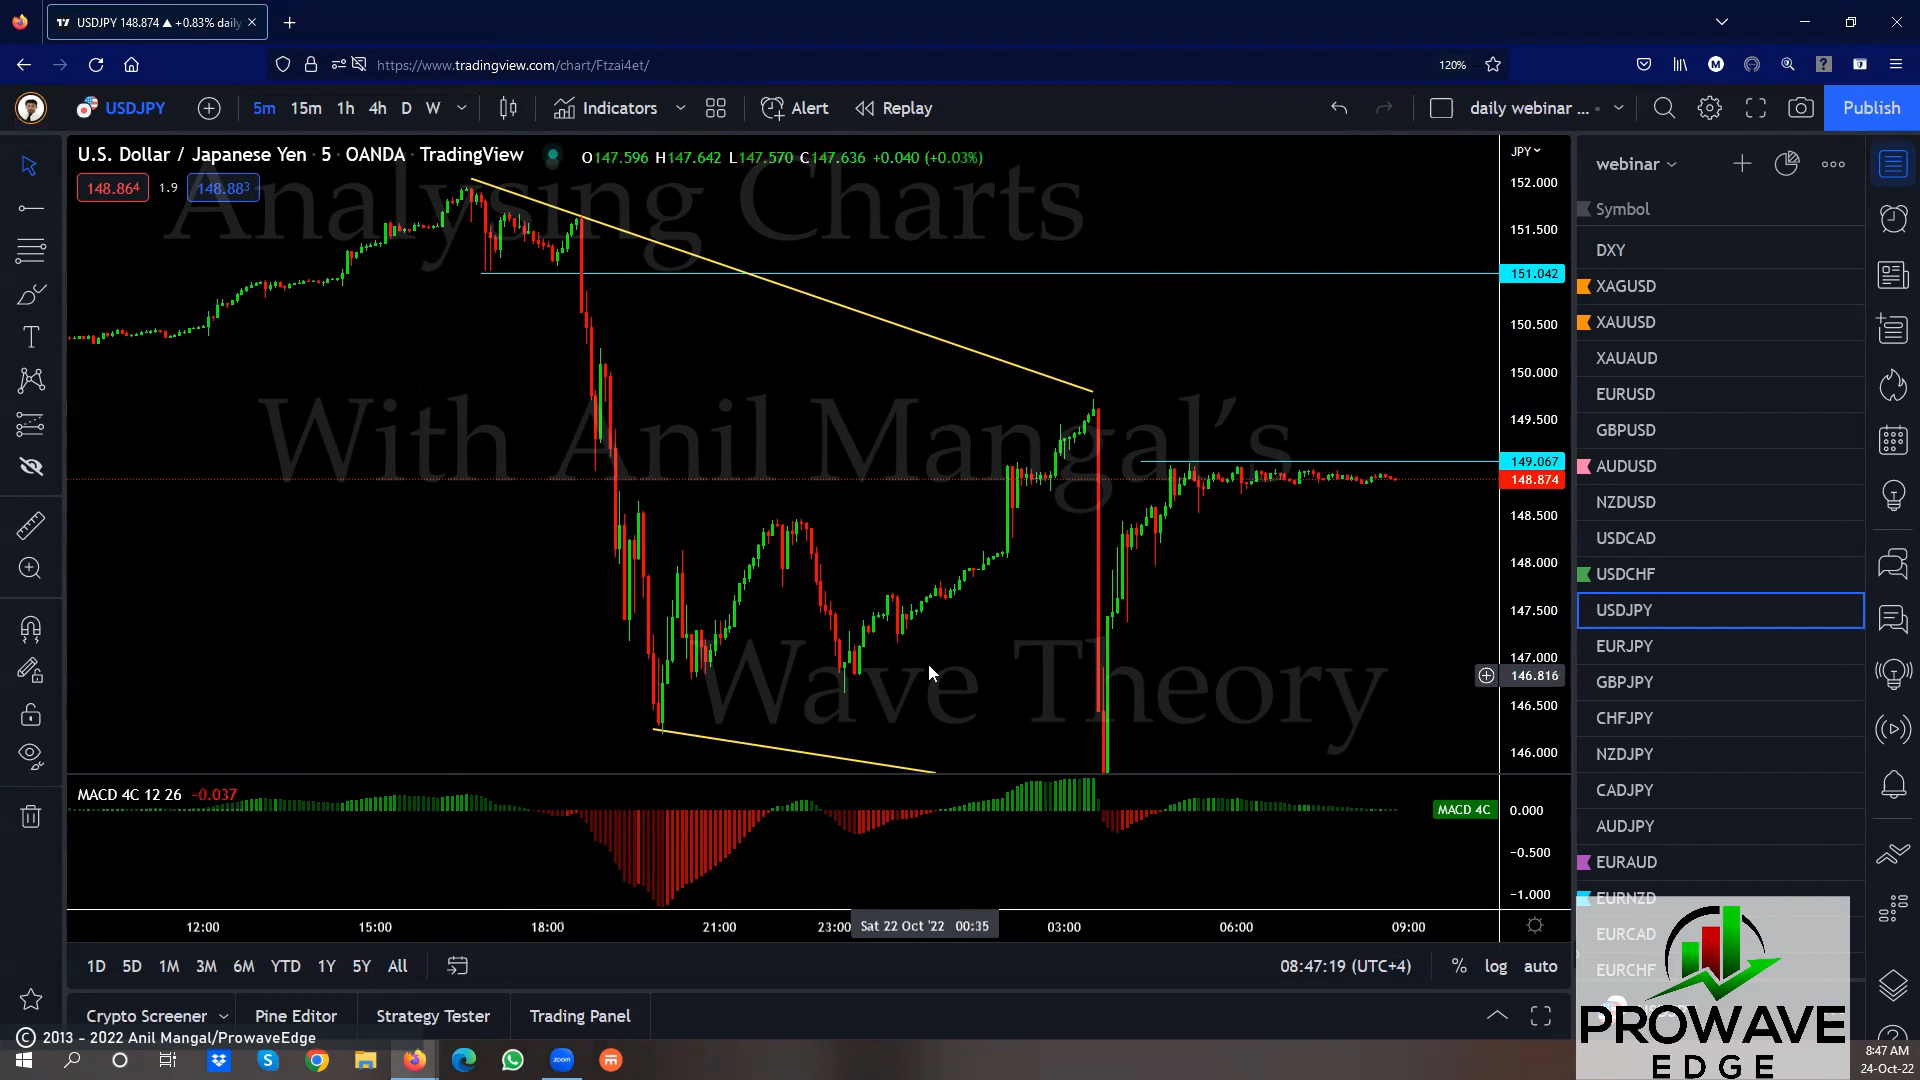 USDJPY 148.874 ▲ +0.83% daily
https://www.tradingview.com/chart/Ftzai4et/
120%
USDJPY 5m 15m 1h 4h D W Indicators Alert Replay daily webinar ... Publish
U.S. Dollar / Japanese Yen · 5 · OANDA · TradingView O147.596 H147.642 L147.570 C147.636 +0.040 (+0.03%)
148.864 1.9 148.883
Analysing Charts
With Anil Mangal's
Wave Theory
JPY
152.000
151.500
151.042
150.500
150.000
149.500
149.067
148.874
148.500
148.000
147.500
147.000
146.816
146.500
146.000
MACD 4C 12 26 -0.037
MACD 4C
0.000
-0.500
-1.000
12:00 15:00 18:00 21:00 23:00 Sat 22 Oct '22 00:35 03:00 06:00 09:00
1D 5D 1M 3M 6M YTD 1Y 5Y All 08:47:19 (UTC+4) % log auto
Crypto Screener Pine Editor Strategy Tester Trading Panel
© 2013 - 2022 Anil Mangal/ProwaveEdge
webinar
Symbol
DXY
XAGUSD
XAUUSD
XAUAUD
EURUSD
GBPUSD
AUDUSD
NZDUSD
USDCAD
USDCHF
USDJPY
EURJPY
GBPJPY
CHFJPY
NZDJPY
CADJPY
AUDJPY
EURAUD
EURNZD
EURCAD
EURCHF
PROWAVE
EDGE
zoom
8:47 AM
24-Oct-22